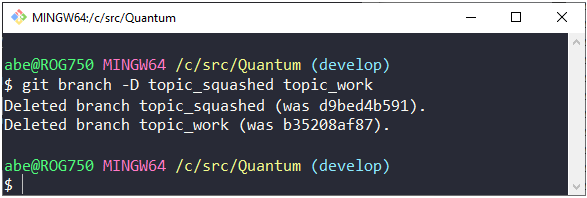 MINGW64:/c/src/Quantum
abe@ROG750 MINGW64 /c/src/Quantum (develop)
$ git branch -D topic_squashed topic_work
Deleted branch topic_squashed (was d9bed4b591).
Deleted branch topic_work (was b35208af87).
abe@ROG750 MINGW64 /c/src/Quantum (develop)
$